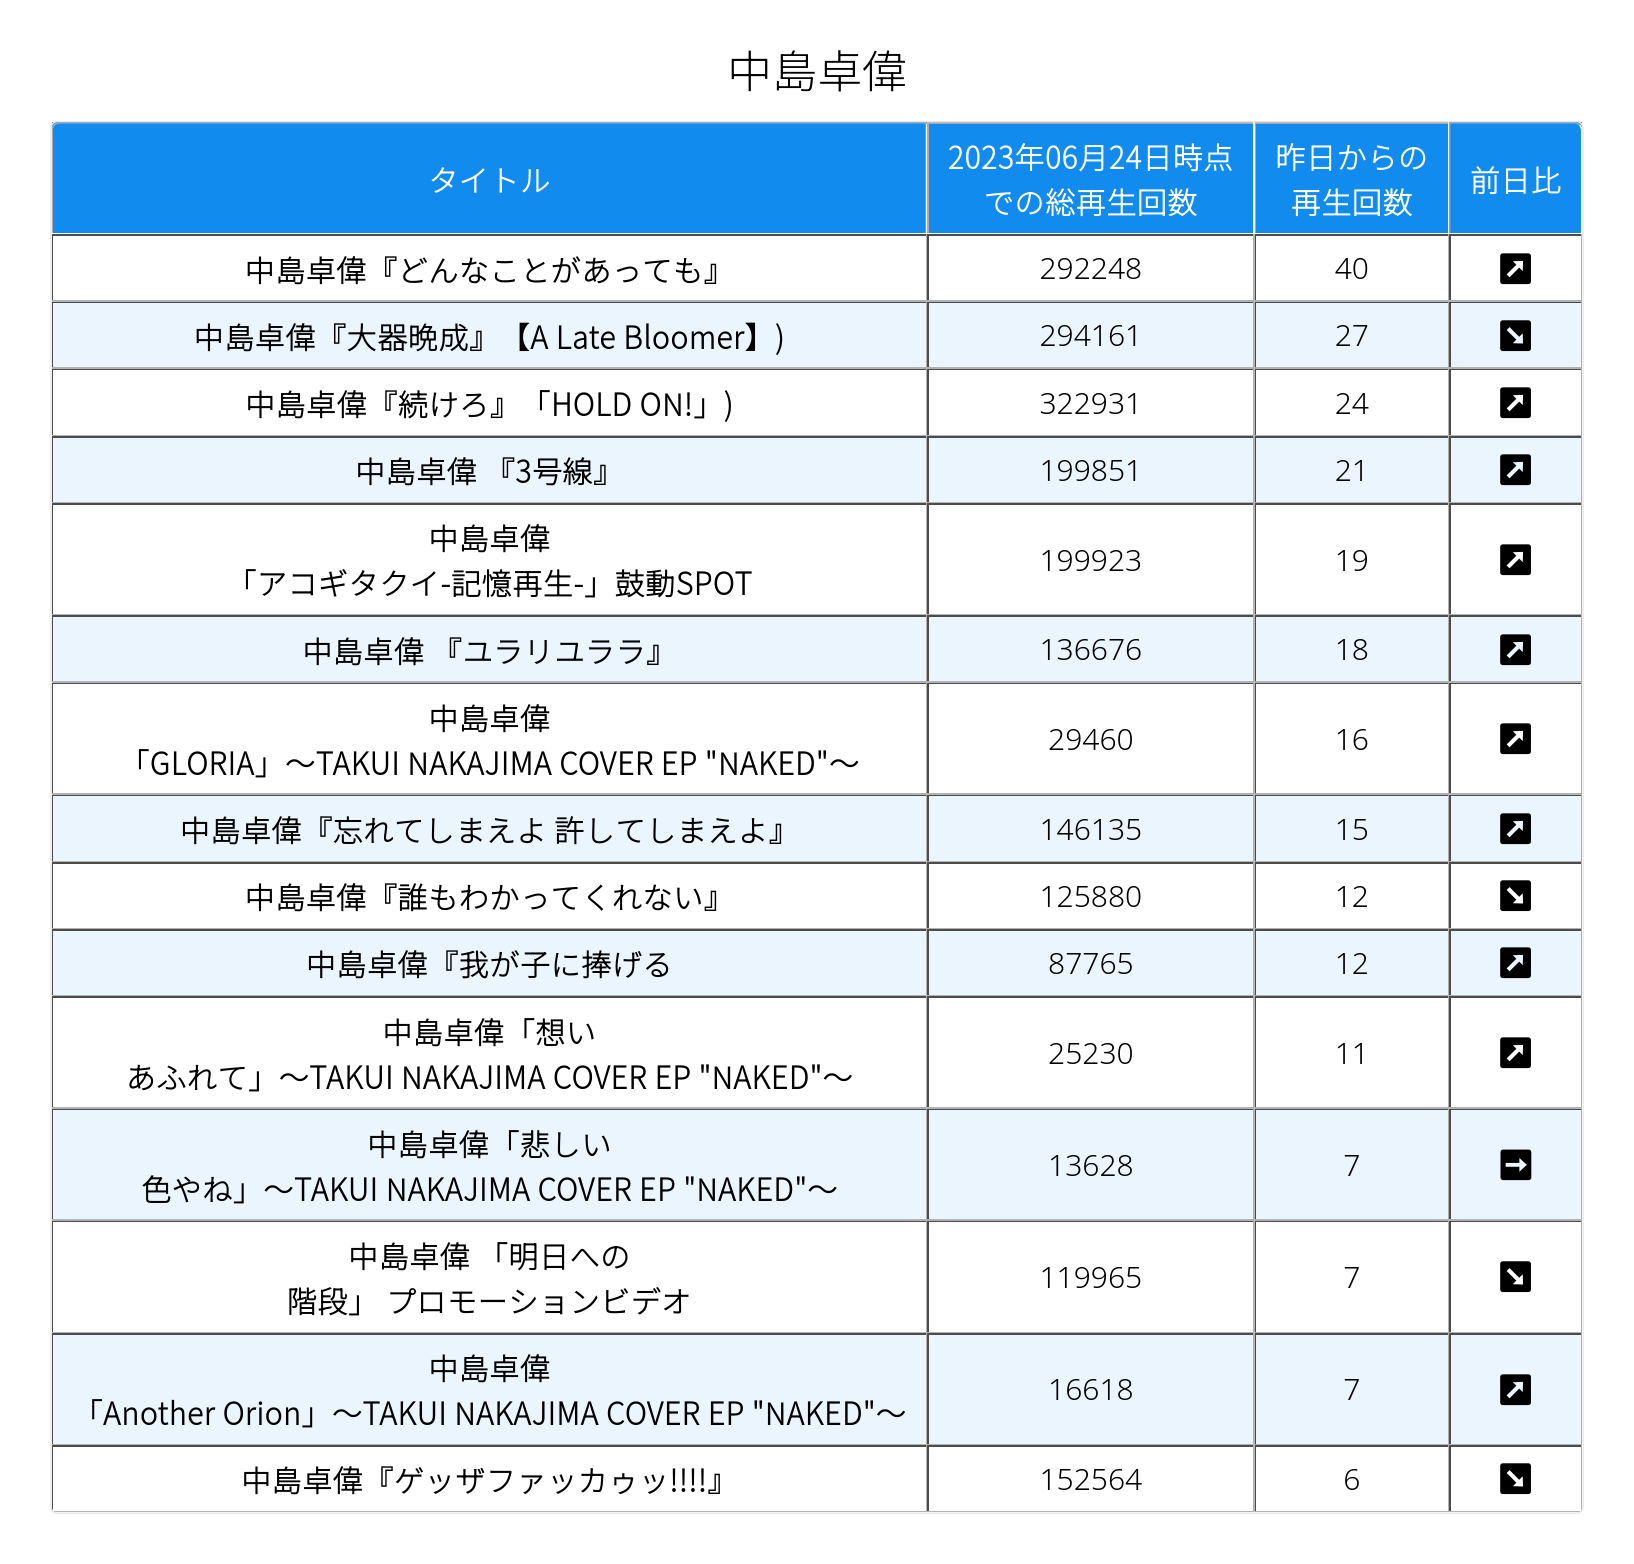 中島卓偉
タイトル
2023年06月24日時点
での総再生回数
昨日からの
再生回数
前日比
中島卓偉『どんなことがあっても』 292248 40
中島卓偉『大器晩成』【A Late Bloomer】) 294161 27
中島卓偉『続けろ』「HOLD ON!」) 322931 24
中島卓偉 『3号線』 199851 21
中島卓偉
「アコギタクイ-記憶再生-」鼓動SPOT 199923 19
中島卓偉 『ユラリユララ』 136676 18
中島卓偉
「GLORIA」～TAKUI NAKAJIMA COVER EP "NAKED"～ 29460 16
中島卓偉『忘れてしまえよ 許してしまえよ』 146135 15
中島卓偉『誰もわかってくれない』 125880 12
中島卓偉『我が子に捧げる 87765 12
中島卓偉「想い
あふれて」～TAKUI NAKAJIMA COVER EP "NAKED"～ 25230 11
中島卓偉「悲しい
色やね」～TAKUI NAKAJIMA COVER EP "NAKED"～ 13628 7
中島卓偉 「明日への
階段」 プロモーションビデオ 119965 7
中島卓偉
「Another Orion」～TAKUI NAKAJIMA COVER EP "NAKED"～ 16618 7
中島卓偉『ゲッザファッカゥッ!!!!』 152564 6